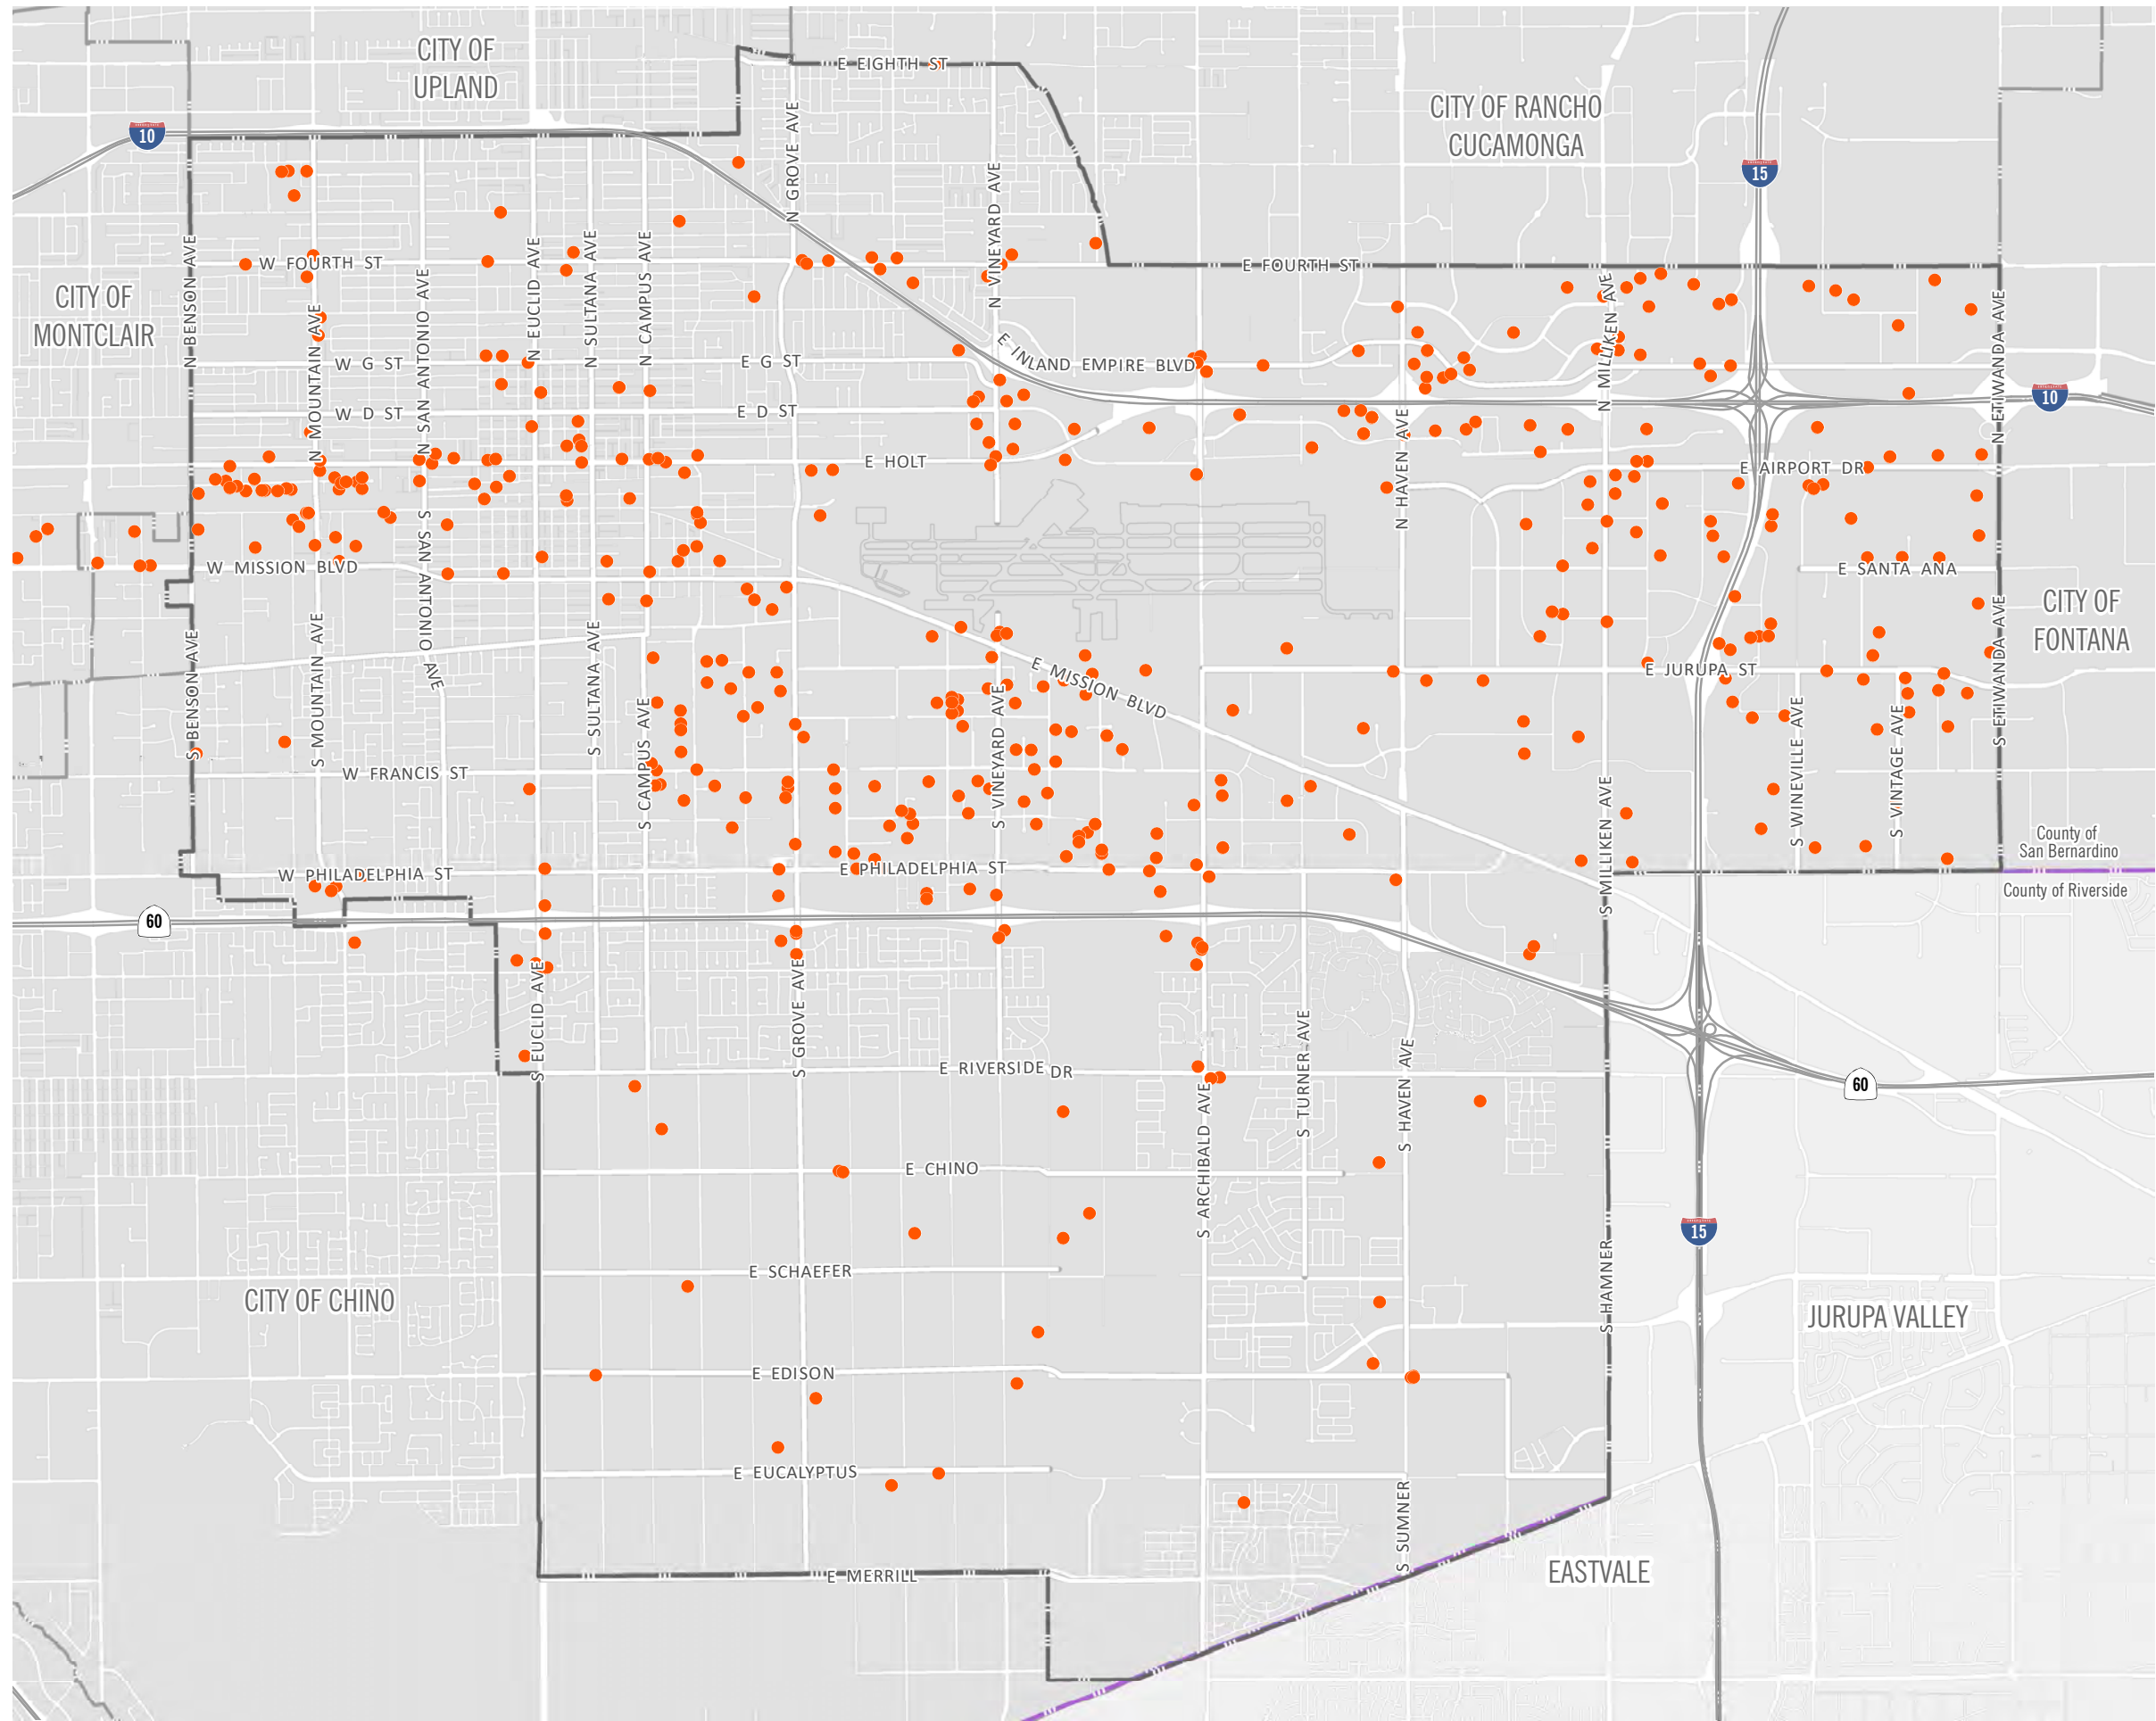 CITY OF
UPLAND
E EIGHTH ST
CITY OF RANCHO
CUCAMONGA
10
15
N GROVE AVE
N VINEYARD AVE
N BENSON AVE
N MOUNTAIN AVE
N SAN ANTONIO AVE
N EUCLID AVE
N SULTANA AVE
N CAMPUS AVE
W FOURTH ST
E FOURTH ST
CITY OF
MONTCLAIR
N MILLIKEN AVE
N ETIWANDA AVE
W G ST
E G ST
E INLAND EMPIRE BLVD
10
W D ST
E D ST
N HAVEN AVE
E HOLT
E AIRPORT DR
W MISSION BLVD
E SANTA ANA
S SAN ANTONIO AVE
CITY OF
FONTANA
S BENSON AVE
S MOUNTAIN AVE
S SULTANA AVE
S CAMPUS AVE
S VINEYARD AVE
E MISSION BLVD
E JURUPA ST
S ETIWANDA AVE
S WINEVILLE AVE
S VINTAGE AVE
W FRANCIS ST
S MILLIKEN AVE
County of
San Bernardino
W PHILADELPHIA ST
E PHILADELPHIA ST
County of Riverside
60
S EUCLID AVE
S GROVE AVE
S TURNER AVE
S HAVEN AVE
E RIVERSIDE DR
60
S ARCHIBALD AVE
E CHINO
15
S HAMNER
E SCHAEFER
CITY OF CHINO
JURUPA VALLEY
E EDISON
E EUCALYPTUS
S SUMNER
EASTVALE
E MERRILL